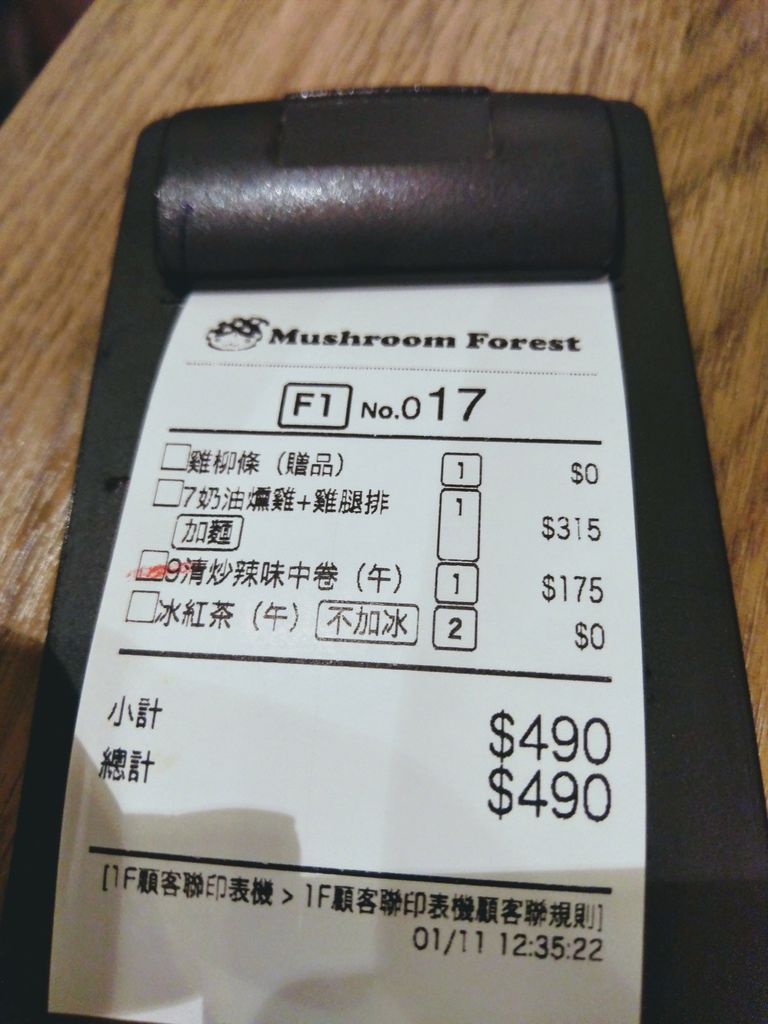 Mushroom Forest
F1 No.017
雞柳條 (贈品) 1 $0
7奶油燻雞+雞腿排 1 $315
加麵
9清炒辣味中卷 (午) 1 $175
冰紅茶 (午) 不加冰 2 $0
小計 $490
總計 $490
[1F顧客聯印表機 > 1F顧客聯印表機顧客聯規則]
01/11 12:35:22